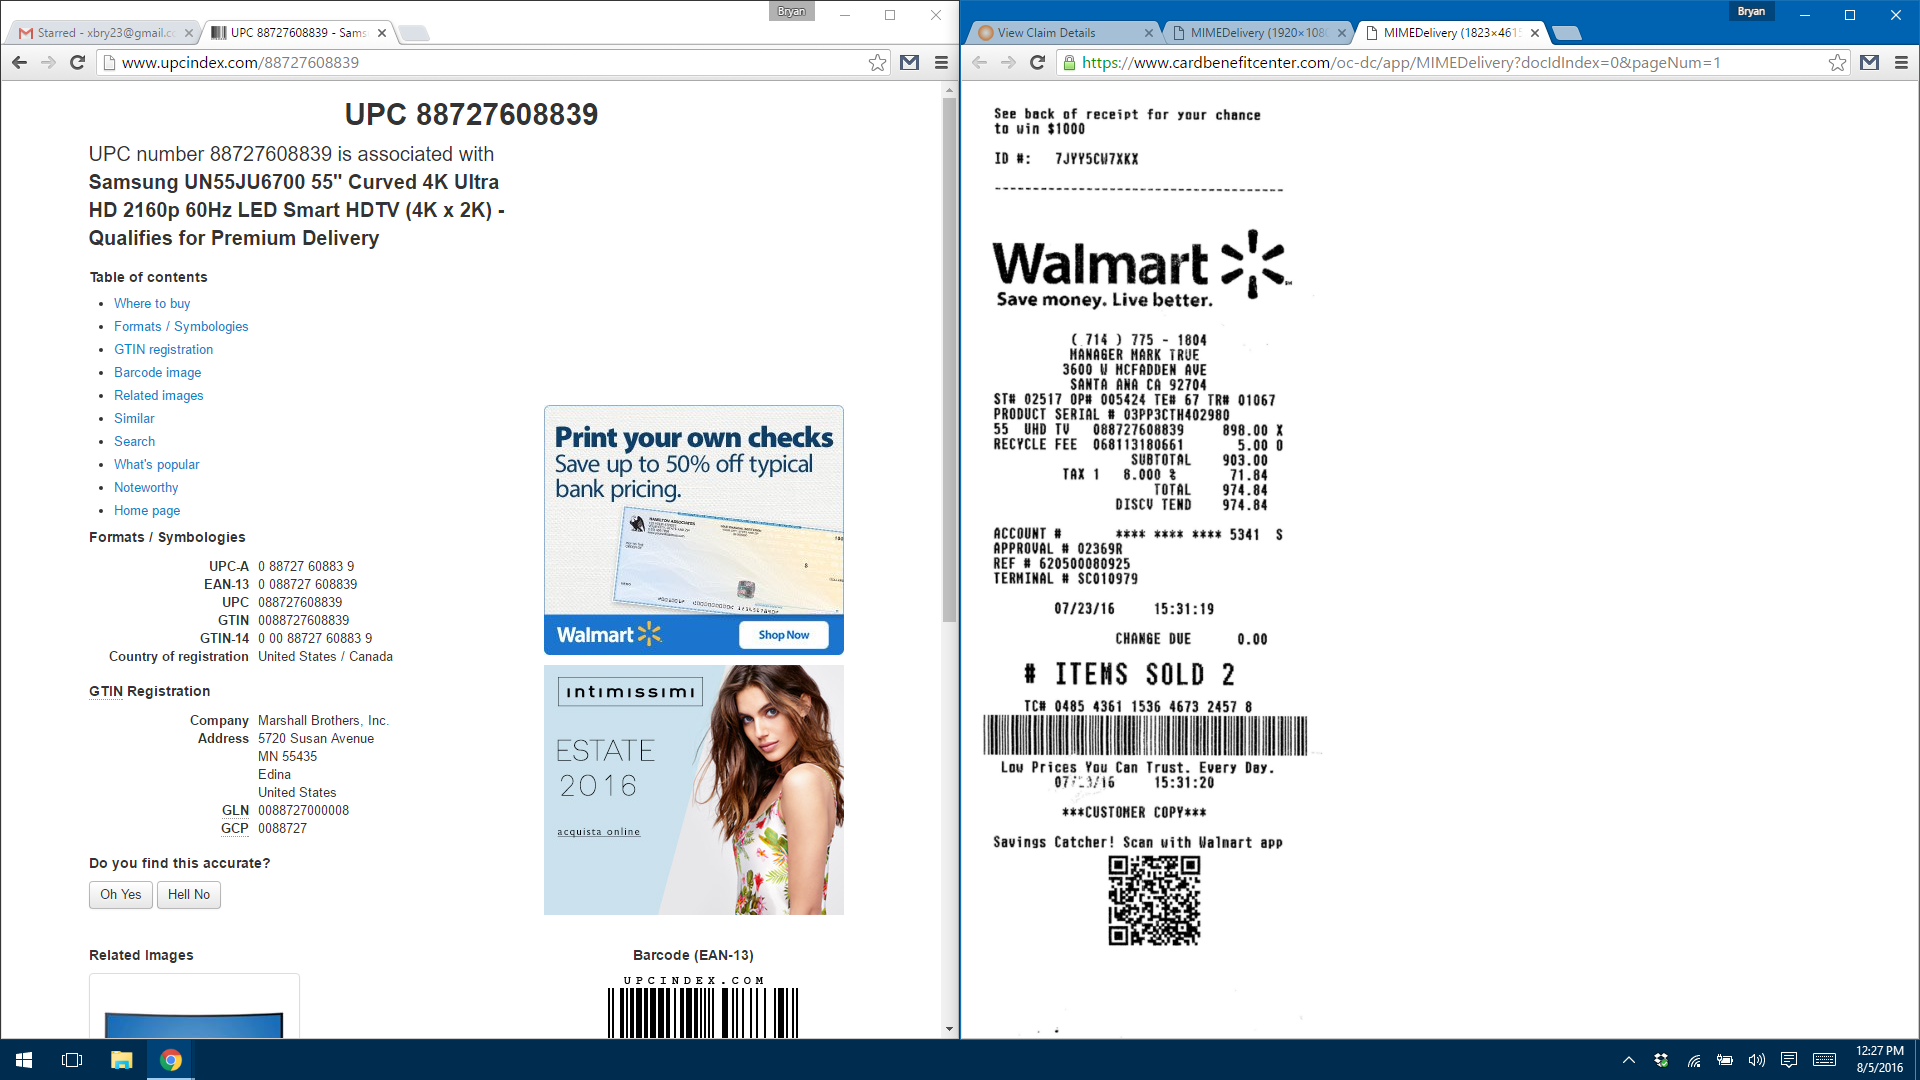 Bryan
Starred - xbry23@gmail.c
UPC 88727608839 - Sams
www.upcindex.com/88727608839
UPC 88727608839
UPC number 88727608839 is associated with
Samsung UN55JU6700 55" Curved 4K Ultra
HD 2160p 60Hz LED Smart HDTV (4K x 2K) -
Qualifies for Premium Delivery
Table of contents
• Where to buy
• Formats / Symbologies
• GTIN registration
• Barcode image
• Related images
• Similar
• Search
• What's popular
• Noteworthy
• Home page
Formats / Symbologies
UPC-A 0 88727 60883 9
EAN-13 0 088727 608839
UPC 088727608839
GTIN 0088727608839
GTIN-14 0 00 88727 60883 9
Country of registration United States / Canada
GTIN Registration
Company Marshall Brothers, Inc.
Address 5720 Susan Avenue
MN 55435
Edina
United States
GLN 0088727000008
GCP 0088727
Do you find this accurate?
Oh Yes
Hell No
Related Images
Print your own checks
Save up to 50% off typical
bank pricing.
HAMILTON ASSOCIATES
Walmart
Shop Now
intimissimi
ESTATE
2016
acquista online
Barcode (EAN-13)
UPCINDEX.COM
Bryan
View Claim Details
MIMEDelivery (1920×108
MIMEDelivery (1823×461
https://www.cardbenefitcenter.com/oc-dc/app/MIMEDelivery?docIdIndex=0&pageNum=1
See back of receipt for your chance
to win $1000
ID #: 7JYY5CW7XKX
Walmart
Save money. Live better.
( 714 ) 775 - 1804
MANAGER MARK TRUE
3600 W MCFADDEN AVE
SANTA ANA CA 92704
ST# 02517 OP# 005424 TE# 67 TR# 01067
PRODUCT SERIAL # 03PP3CTH402980
55 UHD TV 088727608839 898.00 X
RECYCLE FEE 068113180661 5.00 O
SUBTOTAL 903.00
TAX 1 8.000 % 71.84
TOTAL 974.84
DISCV TEND 974.84
ACCOUNT # **** **** **** 5341 S
APPROVAL # 02369R
REF # 620500080925
TERMINAL # SC010979
07/23/16 15:31:19
CHANGE DUE 0.00
# ITEMS SOLD 2
TC# 0485 4361 1536 4673 2457 8
Low Prices You Can Trust. Every Day.
07/23/16 15:31:20
***CUSTOMER COPY***
Savings Catcher! Scan with Walmart app
12:27 PM
8/5/2016